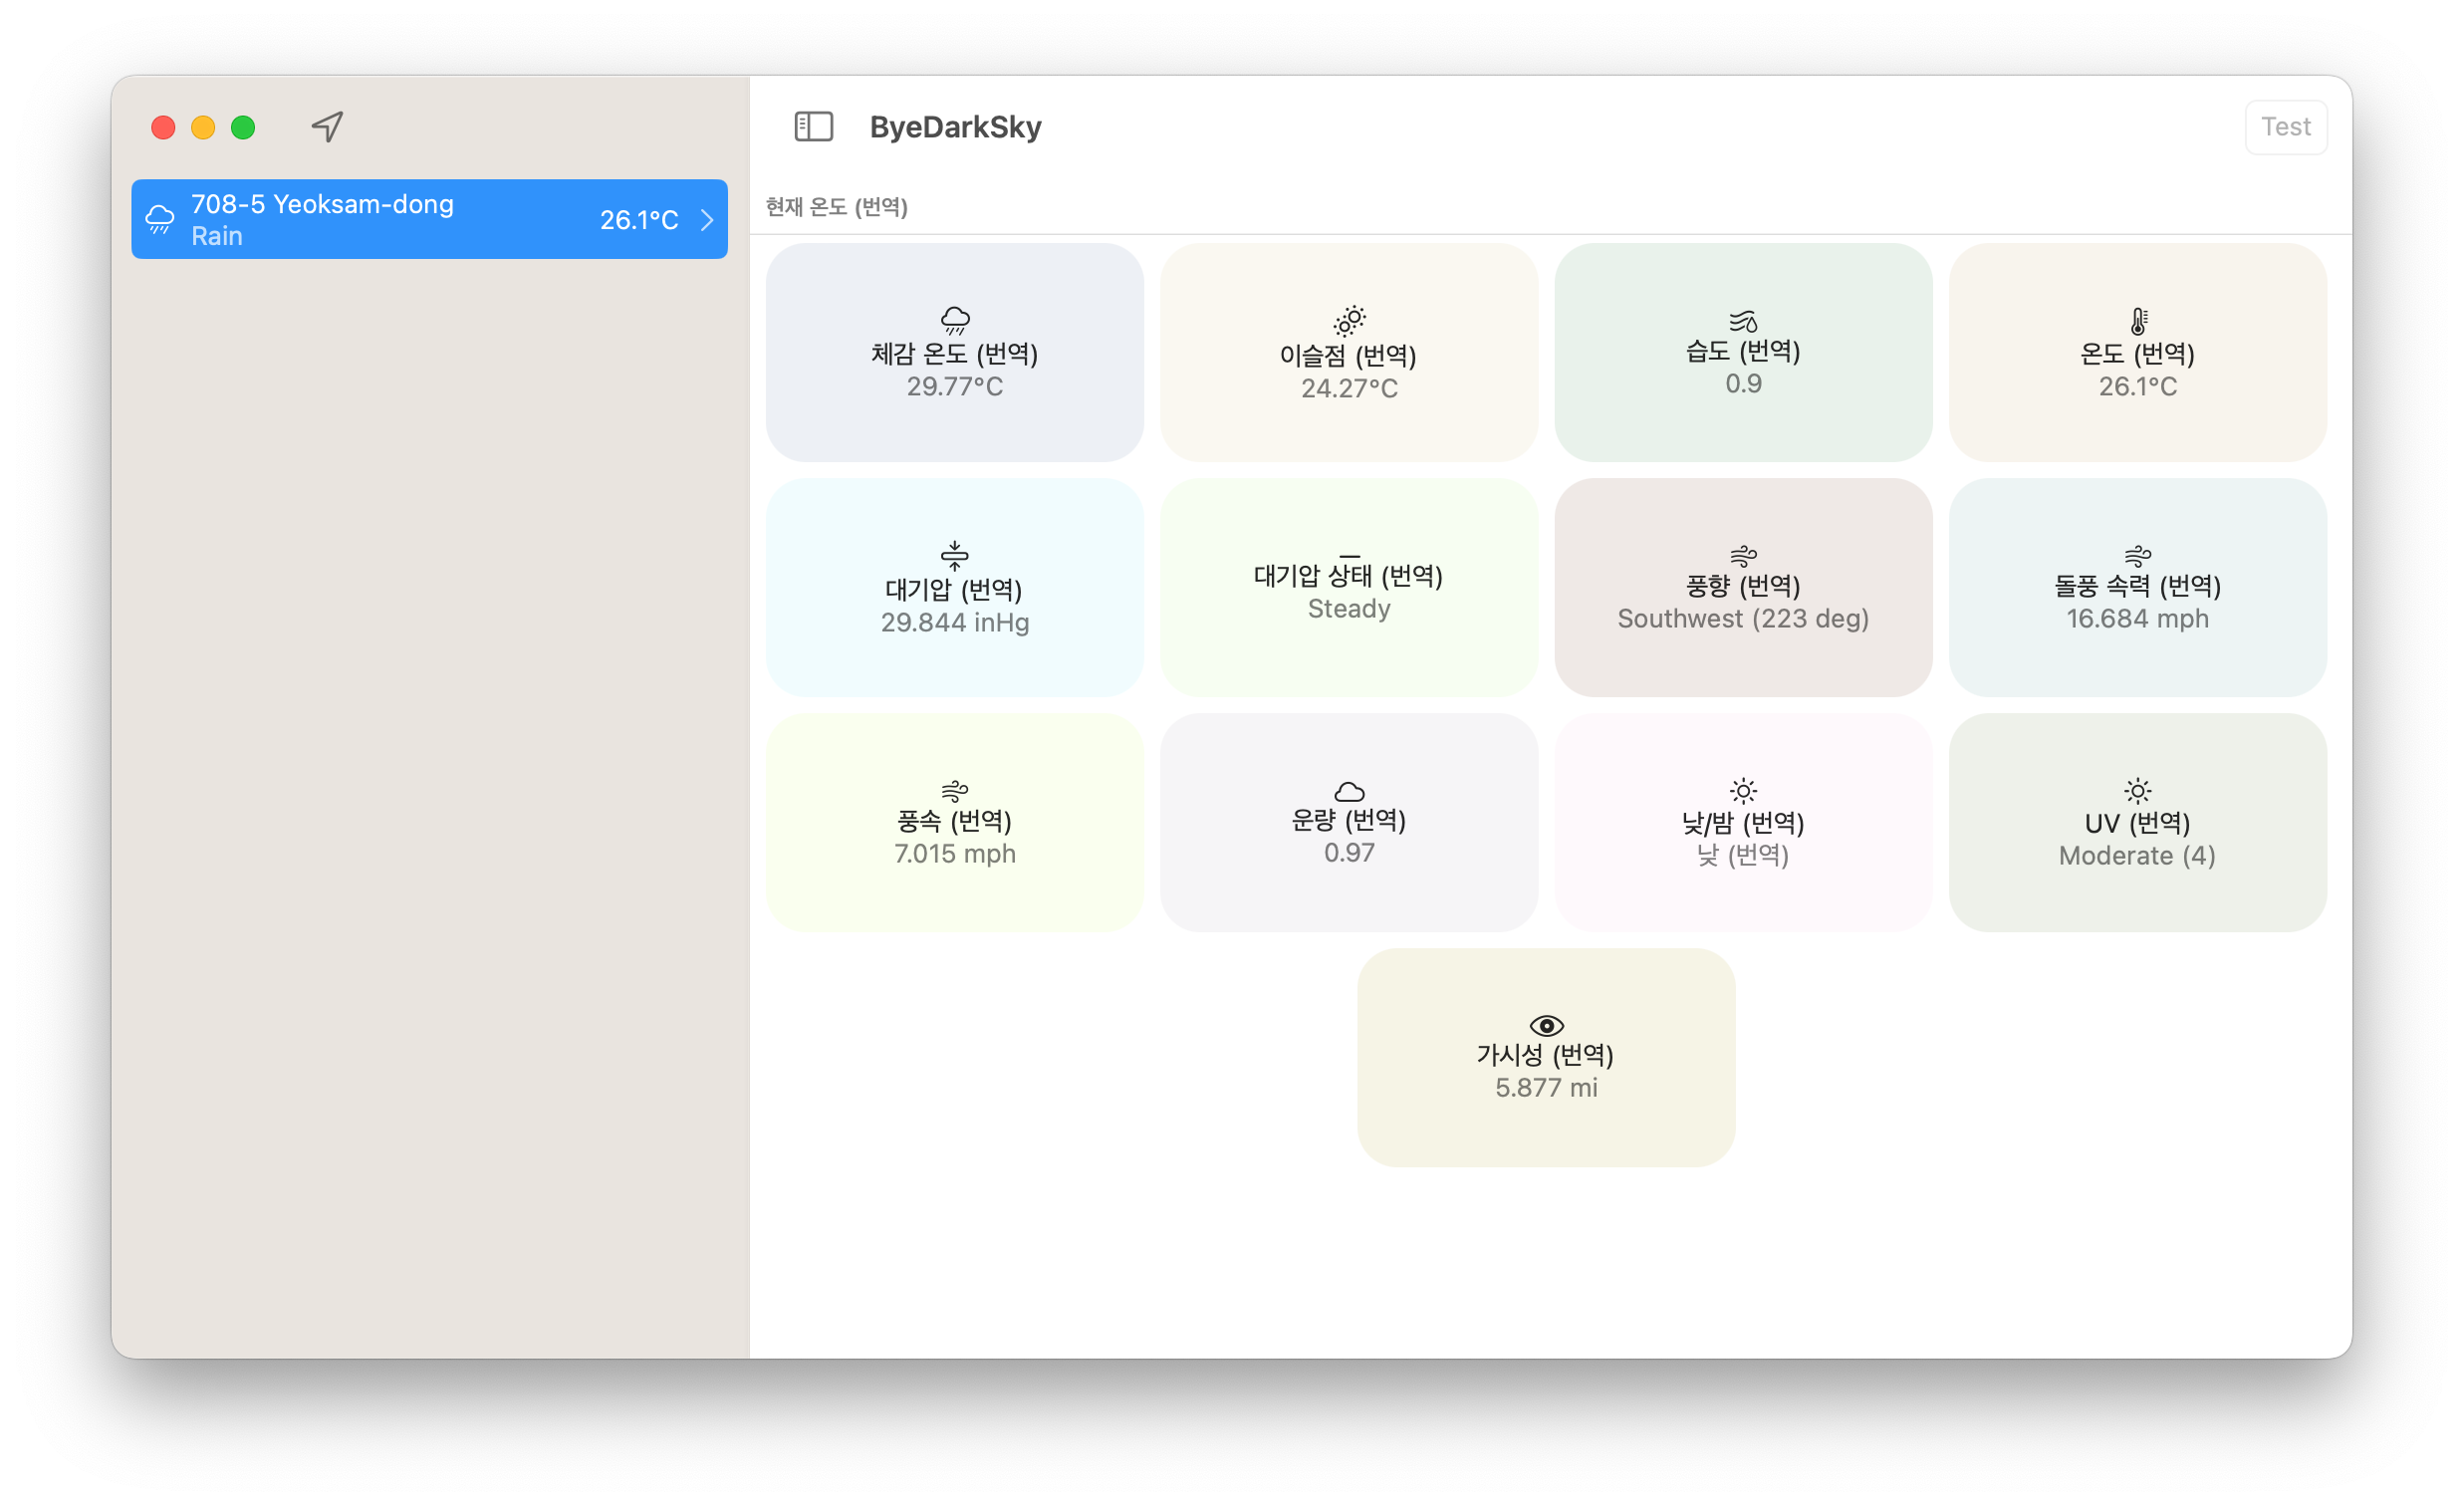 ByeDarkSky
Test
708-5 Yeoksam-dong
Rain
26.1°C
현재 온도 (번역)
체감 온도 (번역)
29.77°C
이슬점 (번역)
24.27°C
습도 (번역)
0.9
온도 (번역)
26.1°C
대기압 (번역)
29.844 inHg
대기압 상태 (번역)
Steady
풍향 (번역)
Southwest (223 deg)
돌풍 속력 (번역)
16.684 mph
풍속 (번역)
7.015 mph
운량 (번역)
0.97
낮/밤 (번역)
낮 (번역)
UV (번역)
Moderate (4)
가시성 (번역)
5.877 mi